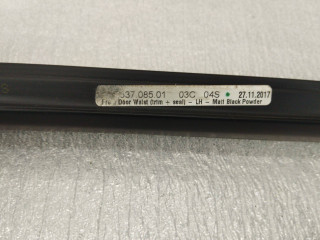 537.085.01 03C 04S 27.11.2017
Door Waist (trim + seal) - LH - Matt Black Powder